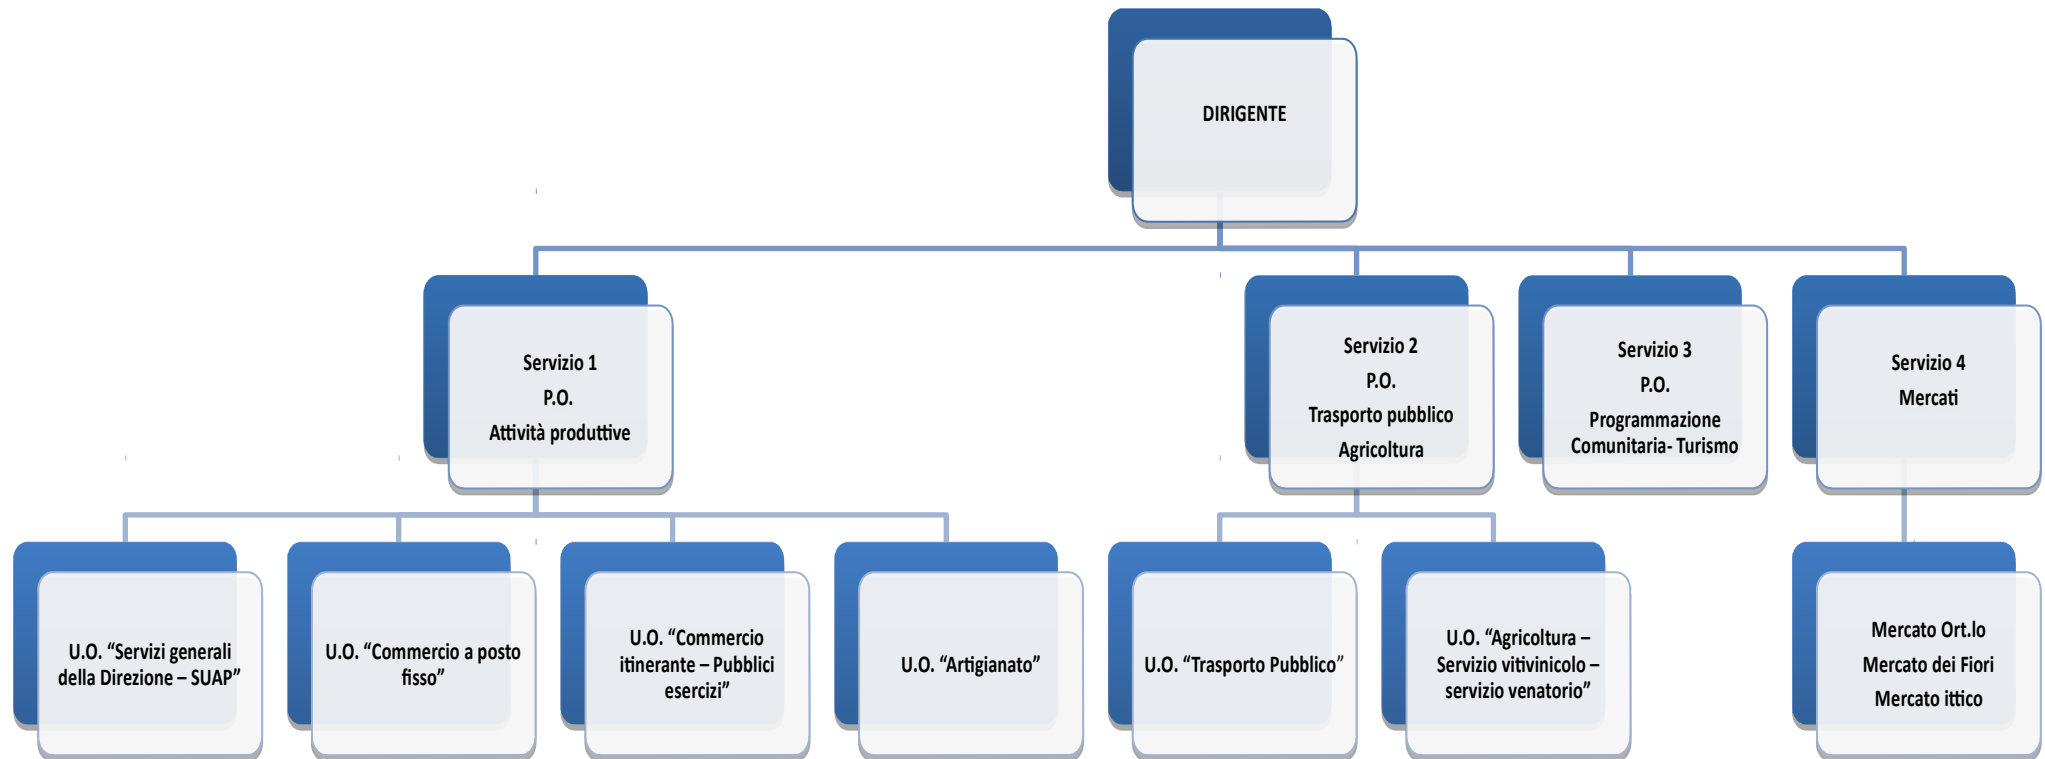 DIRIGENTE
Servizio 1
P.O.
Attività produttive
Servizio 2
P.O.
Trasporto pubblico
Agricoltura
Servizio 3
P.O.
Programmazione
Comunitaria- Turismo
Servizio 4
Mercati
U.O. “Servizi generali
della Direzione – SUAP”
U.O. “Commercio a posto
fisso”
U.O. “Commercio
itinerante – Pubblici
esercizi”
U.O. “Artigianato”
U.O. “Trasporto Pubblico”
U.O. “Agricoltura –
Servizio vitivinicolo –
servizio venatorio”
Mercato Ort.lo
Mercato dei Fiori
Mercato ittico